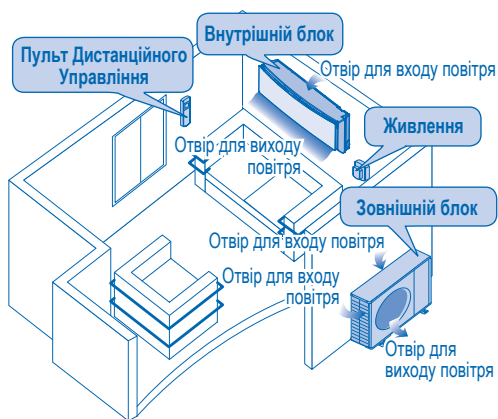 Внутрішній блок
Пульт Дистанційного
Управління
Отвір для входу повітря
Живлення
Отвір для виходу
повітря
Зовнішній блок
Отвір для входу повітря
Отвір для входу
повітря
Отвір для
виходу повітря